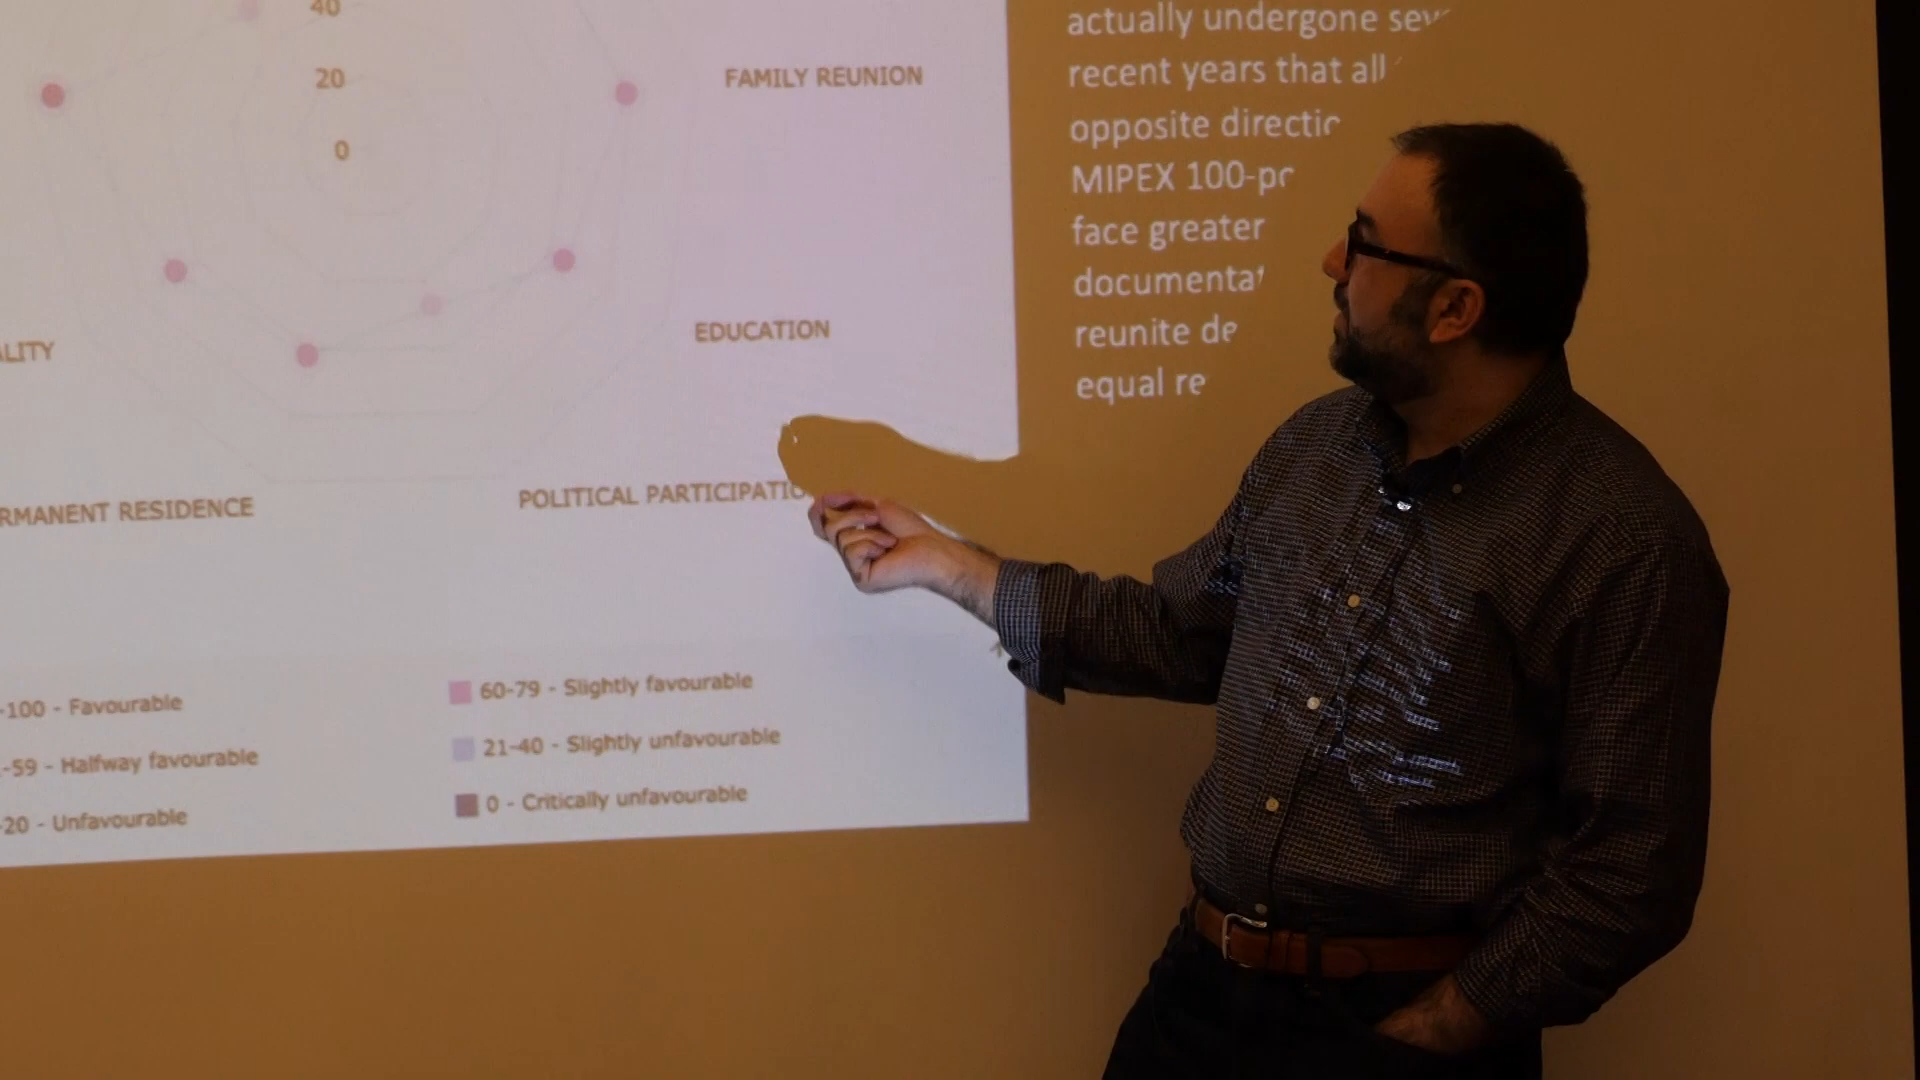 40
20
0
FAMILY REUNION
EDUCATION
ALITY
RMANENT RESIDENCE
POLITICAL PARTICIPATIO
-100 - Favourable
-59 - Halfway favourable
-20 - Unfavourable
60-79 - Slightly favourable
21-40 - Slightly unfavourable
0 - Critically unfavourable
actually undergone sev
recent years that all
opposite directio
MIPEX 100-po
face greater
documentat
reunite de
equal re